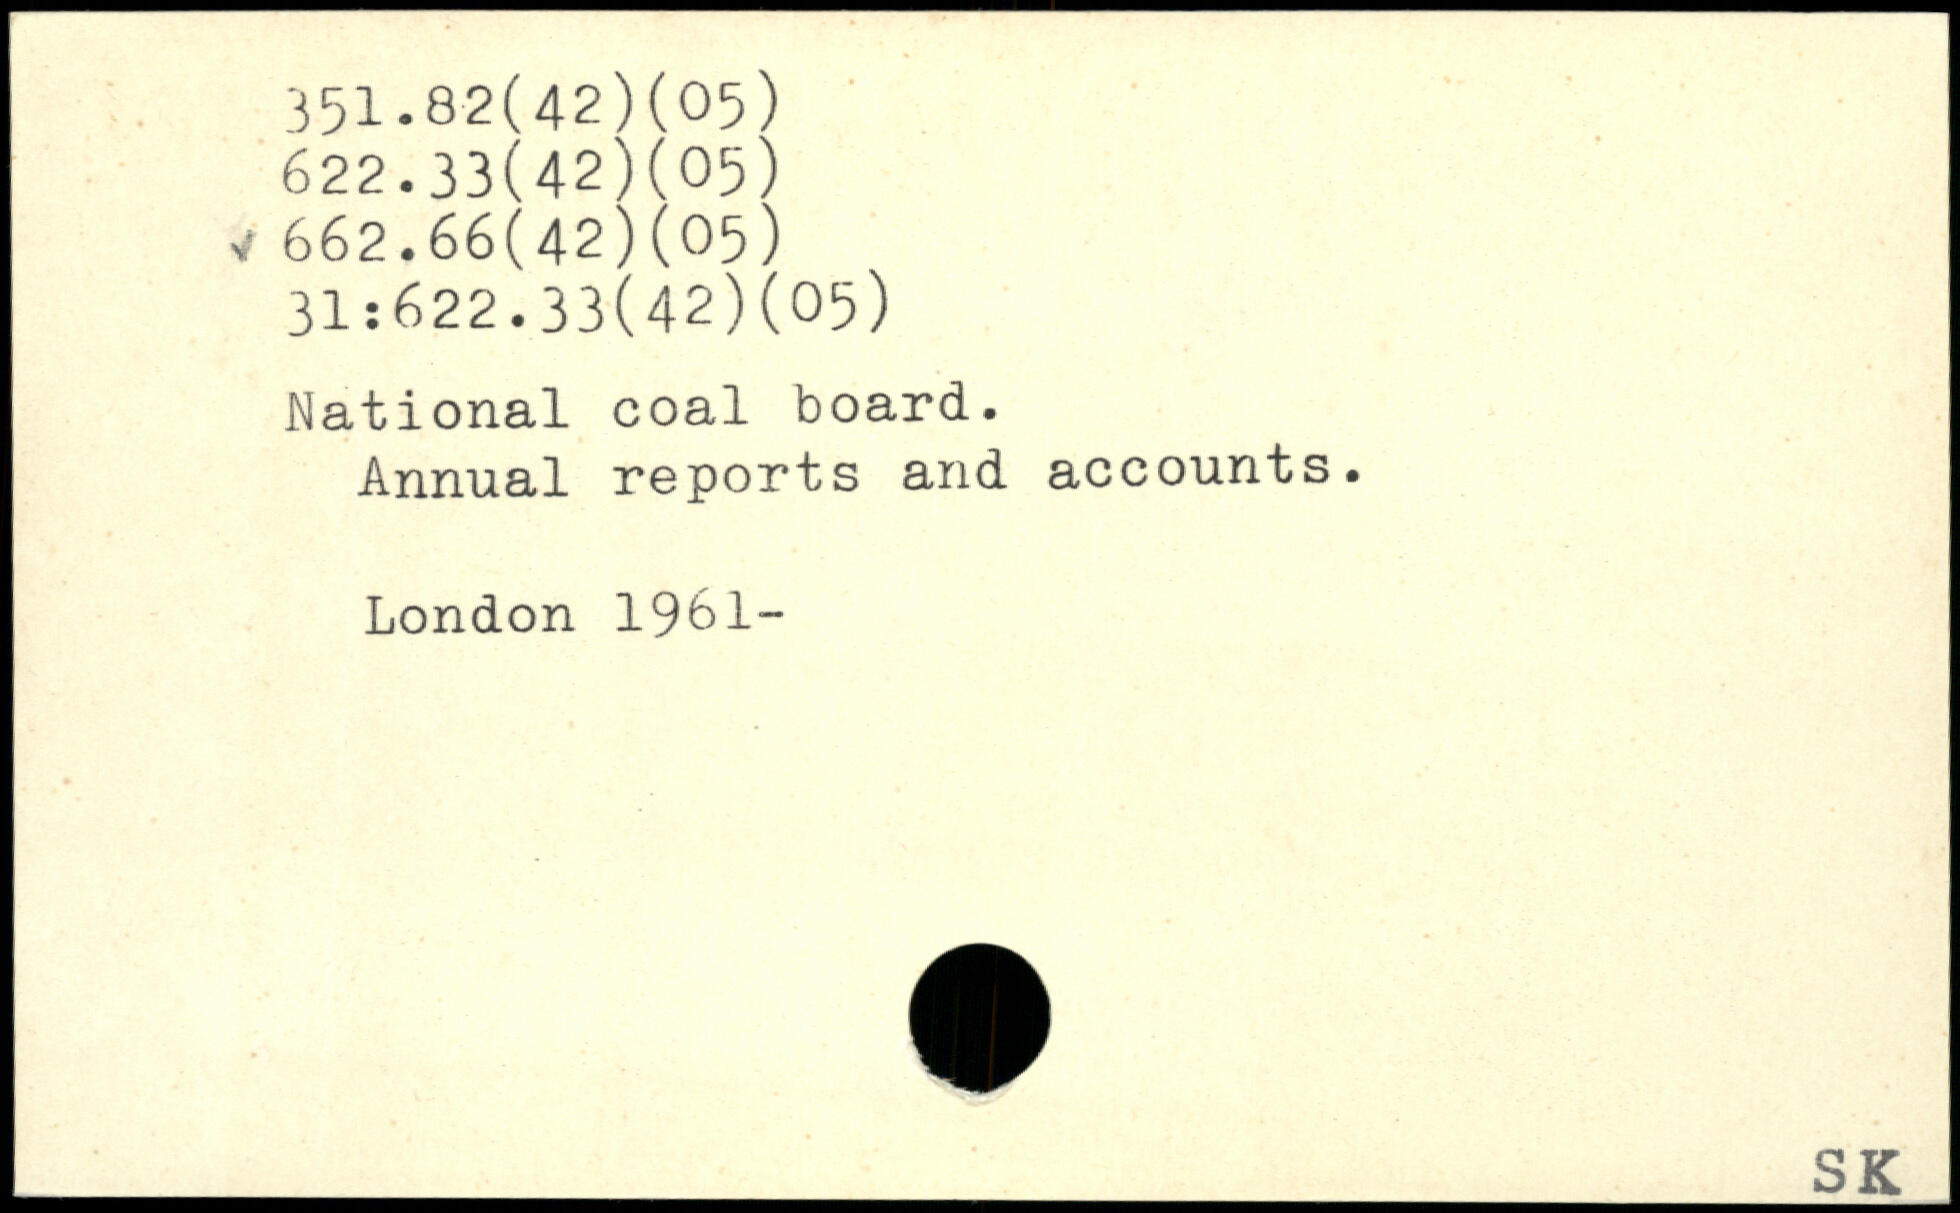 351.82(42)(05)
622.33(42)(05)
✓ 662.66(42)(05)
31:622.33(42)(05)
National coal board.
Annual reports and accounts.
London 1961-
SK